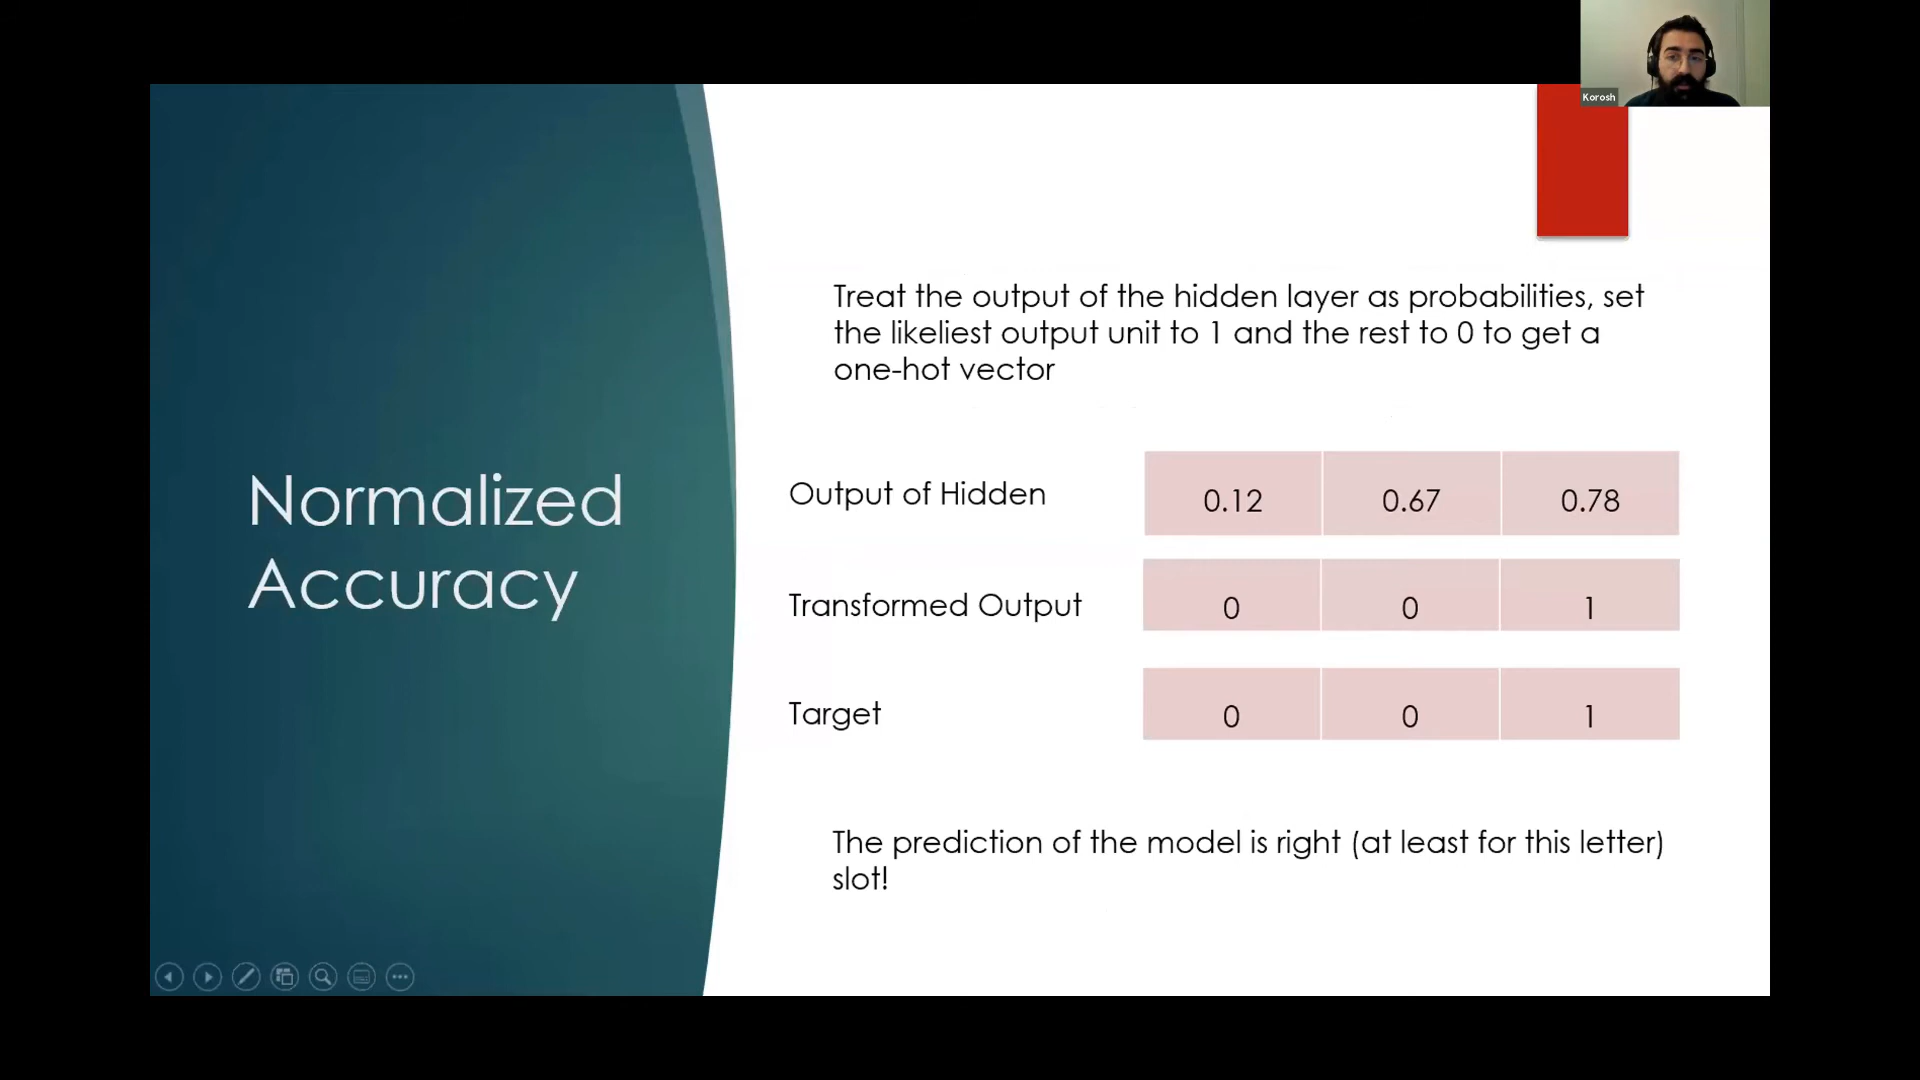 Korosh
Normalized
Accuracy
Treat the output of the hidden layer as probabilities, set
the likeliest output unit to 1 and the rest to 0 to get a
one-hot vector
Output of Hidden 0.12 0.67 0.78
Transformed Output 0 0 1
Target 0 0 1
The prediction of the model is right (at least for this letter)
slot!